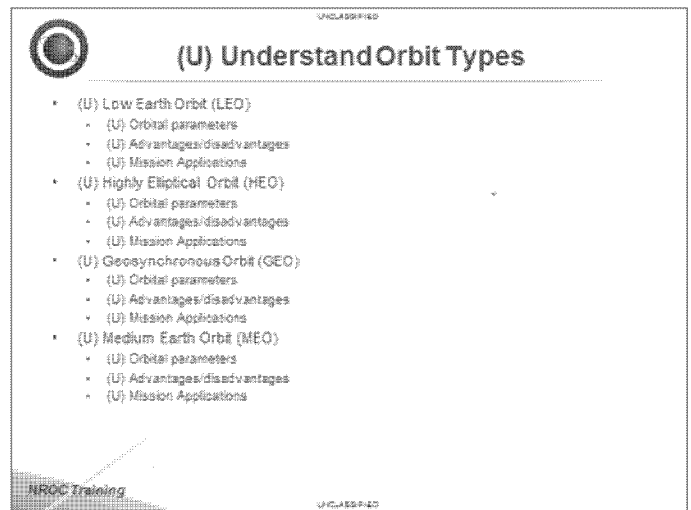 UNCLASSIFIED
(U) Understand Orbit Types
• (U) Low Earth Orbit (LEO)
• (U) Orbital parameters
• (U) Advantages/disadvantages
• (U) Mission Applications
• (U) Highly Elliptical Orbit (HEO)
• (U) Orbital parameters
• (U) Advantages/disadvantages
• (U) Mission Applications
• (U) Geosynchronous Orbit (GEO)
• (U) Orbital parameters
• (U) Advantages/disadvantages
• (U) Mission Applications
• (U) Medium Earth Orbit (MEO)
• (U) Orbital parameters
• (U) Advantages/disadvantages
• (U) Mission Applications
NROC Training
UNCLASSIFIED